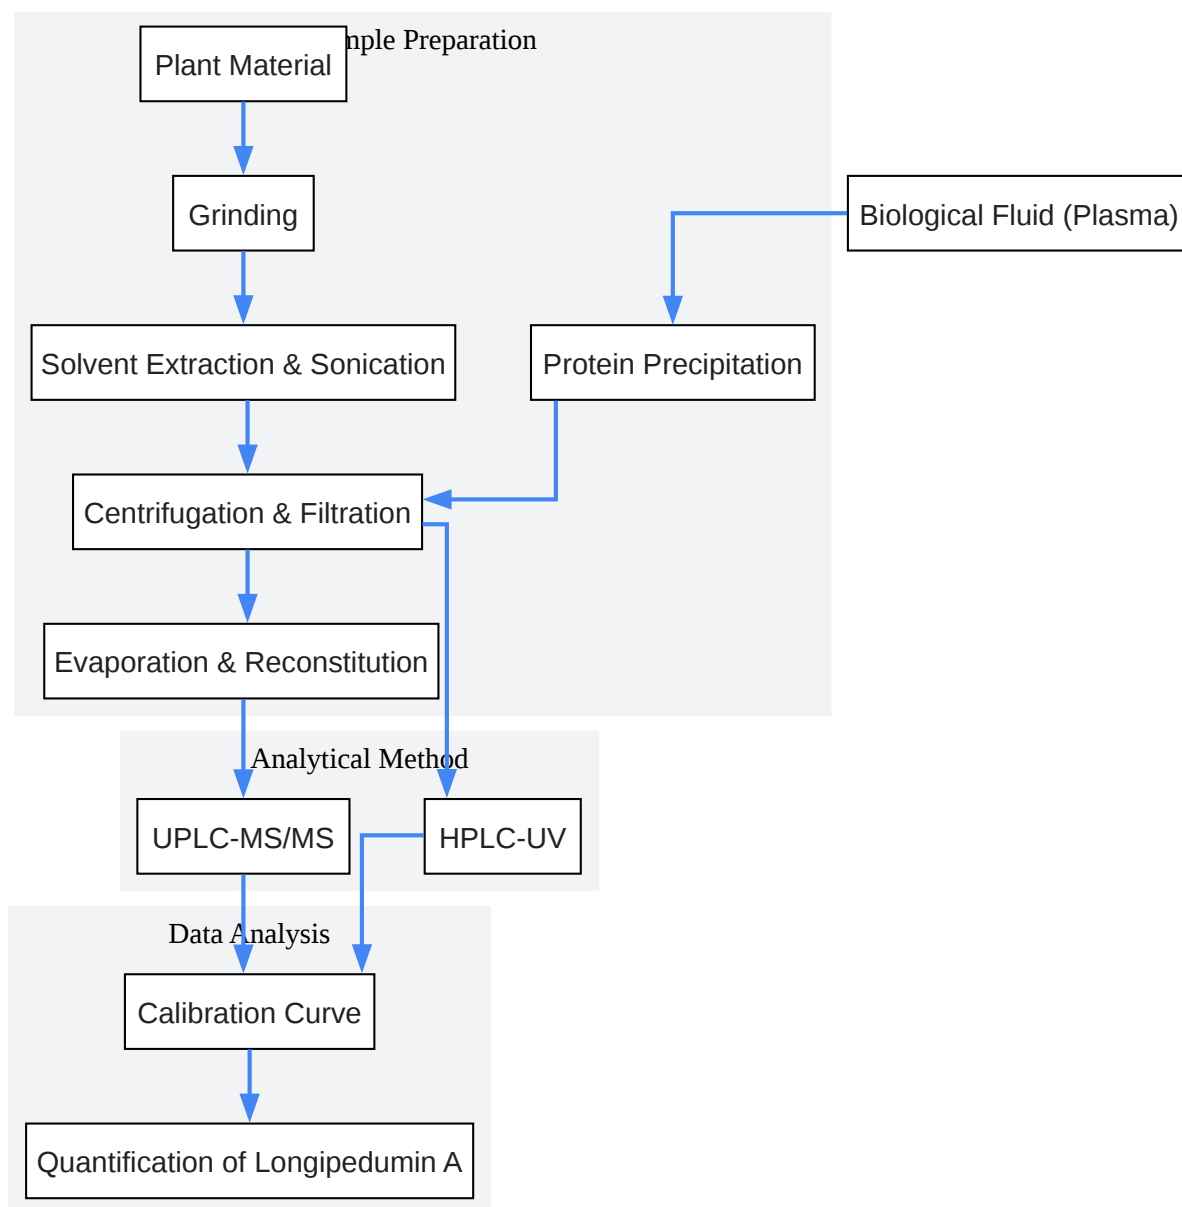 Plant Material
Preparation
Grinding
Biological Fluid (Plasma)
Solvent Extraction & Sonication
Protein Precipitation
Centrifugation & Filtration
Evaporation & Reconstitution
Analytical Method
UPLC-MS/MS
HPLC-UV
Data Analysis
Calibration Curve
Quantification of Longipedumin A